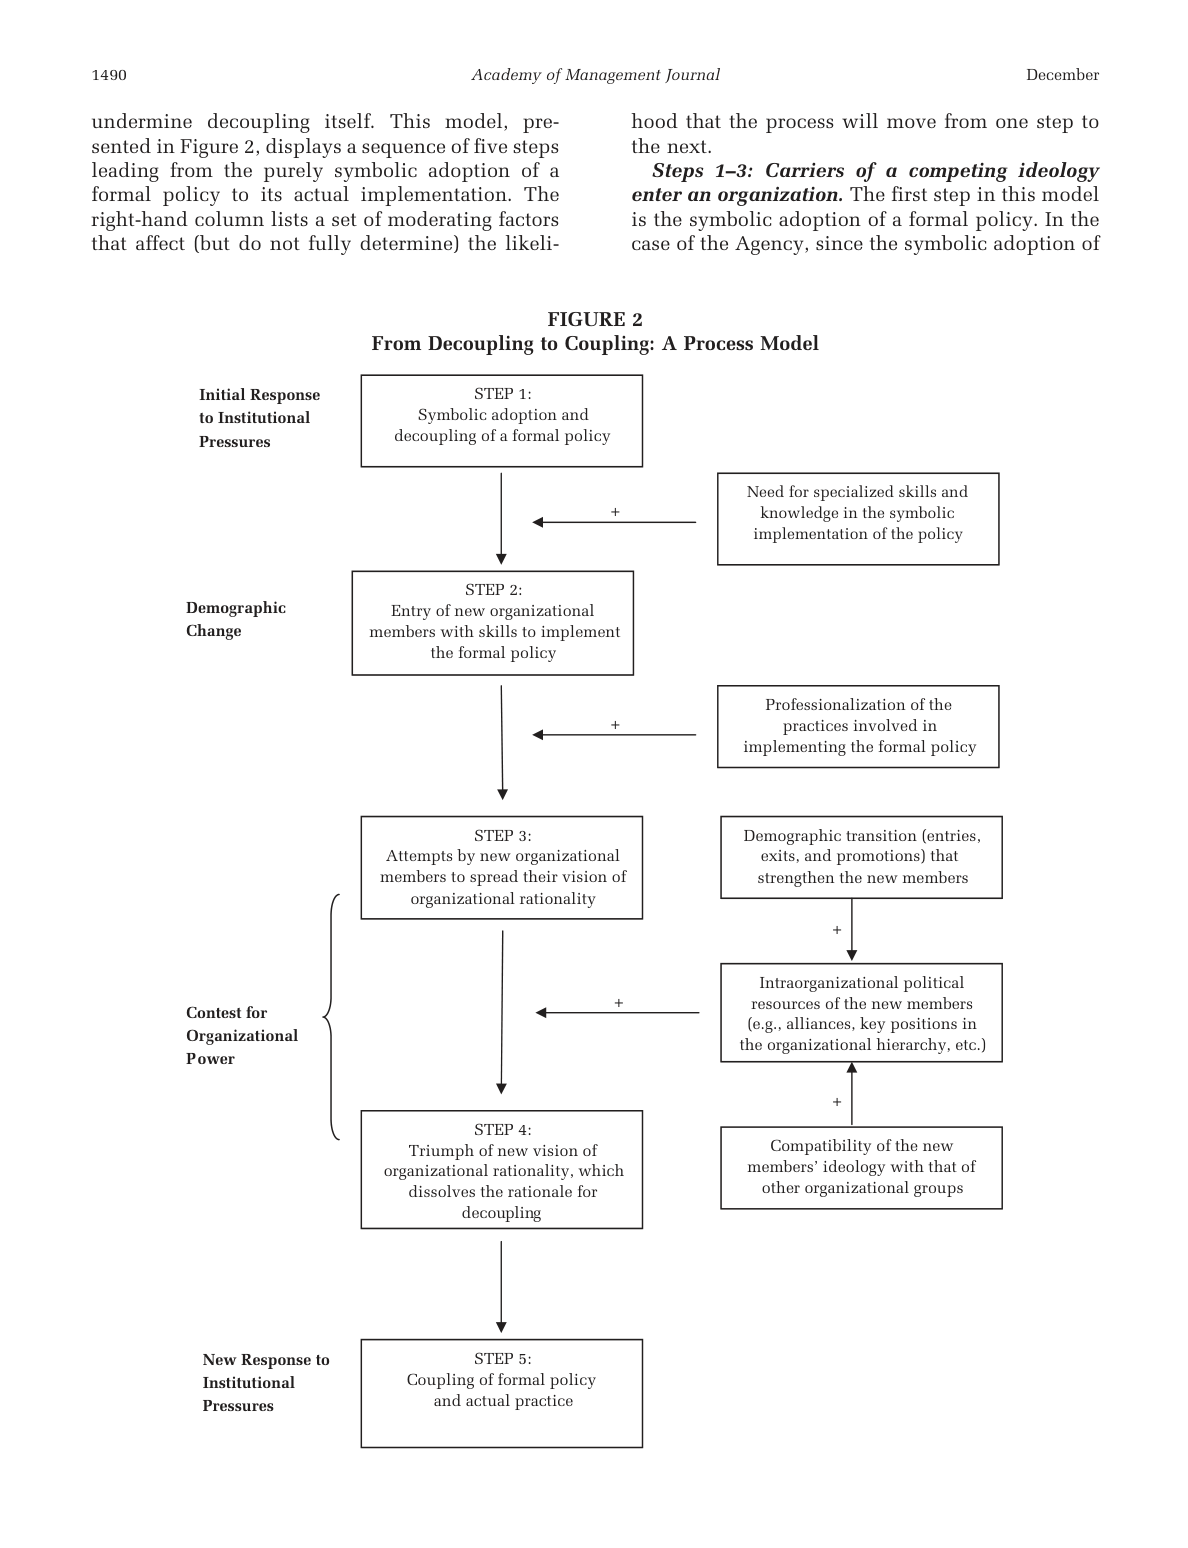 1490
Academy of Management Journal
December
undermine decoupling itself. This model, pre-
sented in Figure 2, displays a sequence of five steps
leading from the purely symbolic adoption of a
formal policy to its actual implementation. The
right-hand column lists a set of moderating factors
that affect (but do not fully determine) the likeli-
hood that the process will move from one step to
the next.
Steps 1–3: Carriers of a competing ideology
enter an organization. The first step in this model
is the symbolic adoption of a formal policy. In the
case of the Agency, since the symbolic adoption of
FIGURE 2
From Decoupling to Coupling: A Process Model
Initial Response
to Institutional
Pressures
STEP 1:
Symbolic adoption and
decoupling of a formal policy
Need for specialized skills and
knowledge in the symbolic
implementation of the policy
+
Demographic
Change
STEP 2:
Entry of new organizational
members with skills to implement
the formal policy
Professionalization of the
practices involved in
implementing the formal policy
+
STEP 3:
Attempts by new organizational
members to spread their vision of
organizational rationality
Demographic transition (entries,
exits, and promotions) that
strengthen the new members
+
Contest for
Organizational
Power
+
Intraorganizational political
resources of the new members
(e.g., alliances, key positions in
the organizational hierarchy, etc.)
+
STEP 4:
Triumph of new vision of
organizational rationality, which
dissolves the rationale for
decoupling
Compatibility of the new
members’ ideology with that of
other organizational groups
New Response to
Institutional
Pressures
STEP 5:
Coupling of formal policy
and actual practice